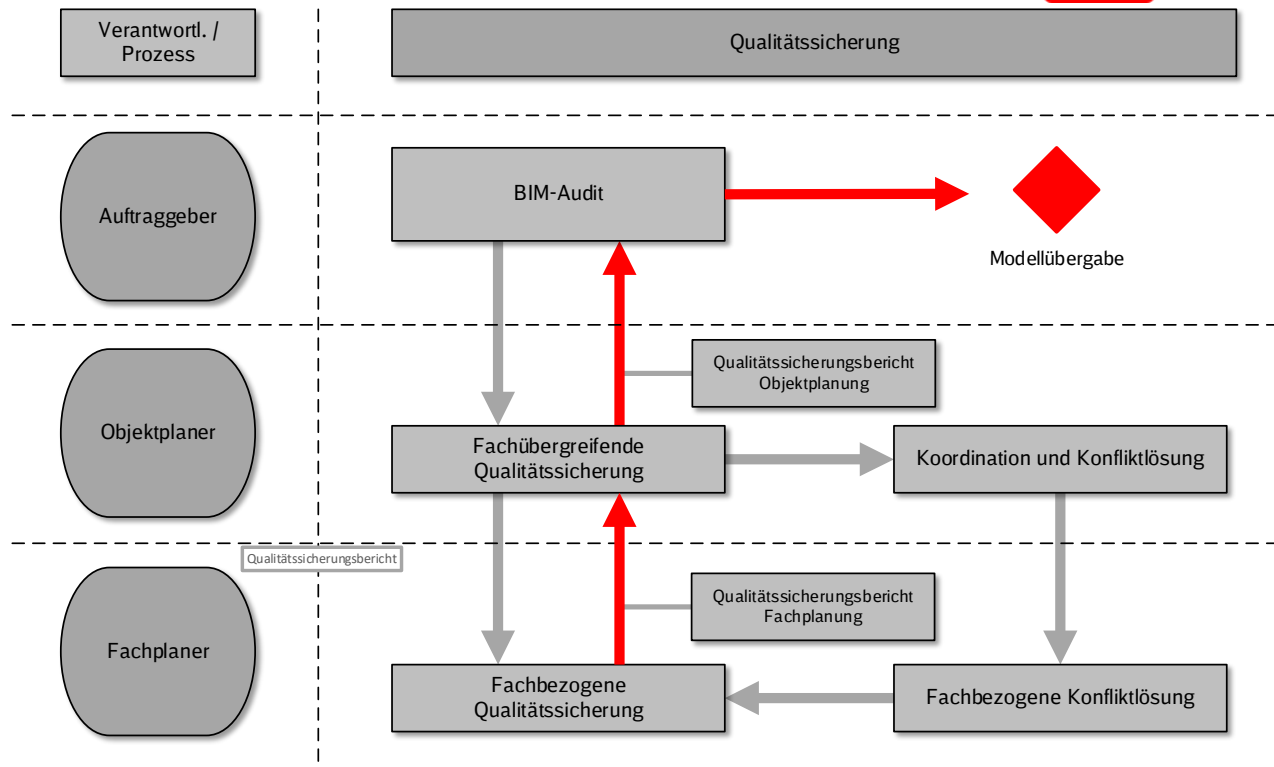 Verantwortl. /
Prozess
Qualitätssicherung
Auftraggeber
BIM-Audit
Modellübergabe
Qualitätssicherungsbericht
Objektplanung
Objektplaner
Fachübergreifende
Qualitätssicherung
Koordination und Konfliktlösung
Qualitätssicherungsbericht
Qualitätssicherungsbericht
Fachplanung
Fachplaner
Fachbezogene
Qualitätssicherung
Fachbezogene Konfliktlösung